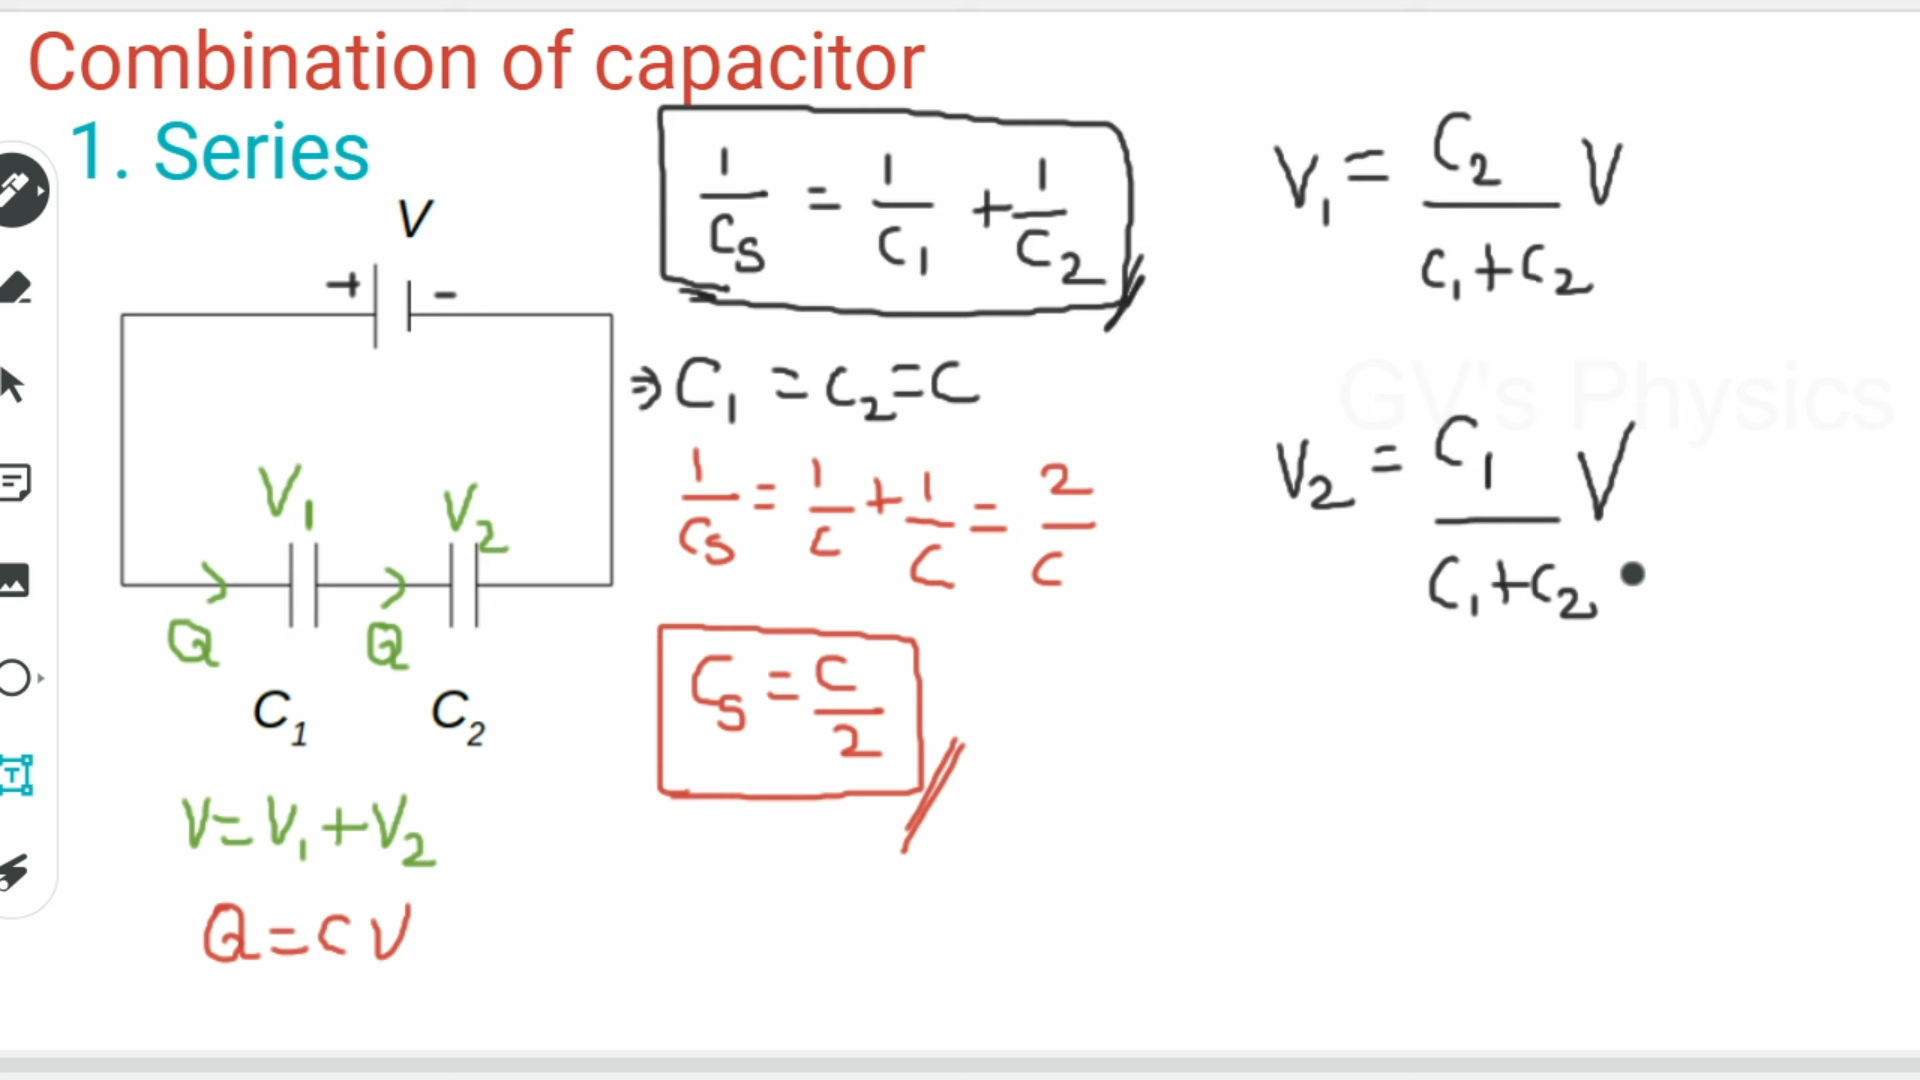 Combination of capacitor
1. Series
V
+ -
V₁ V₂
Q Q
C₁ C₂
V = V₁ + V₂
Q = C V
1/Cs = 1/C₁ + 1/C₂
⇒ C₁ = C₂ = C
1/Cs = 1/C + 1/C = 2/C
Cs = C/2
V₁ = C₂/(C₁+C₂) V
GV's Physics
V₂ = C₁/(C₁+C₂) V
T